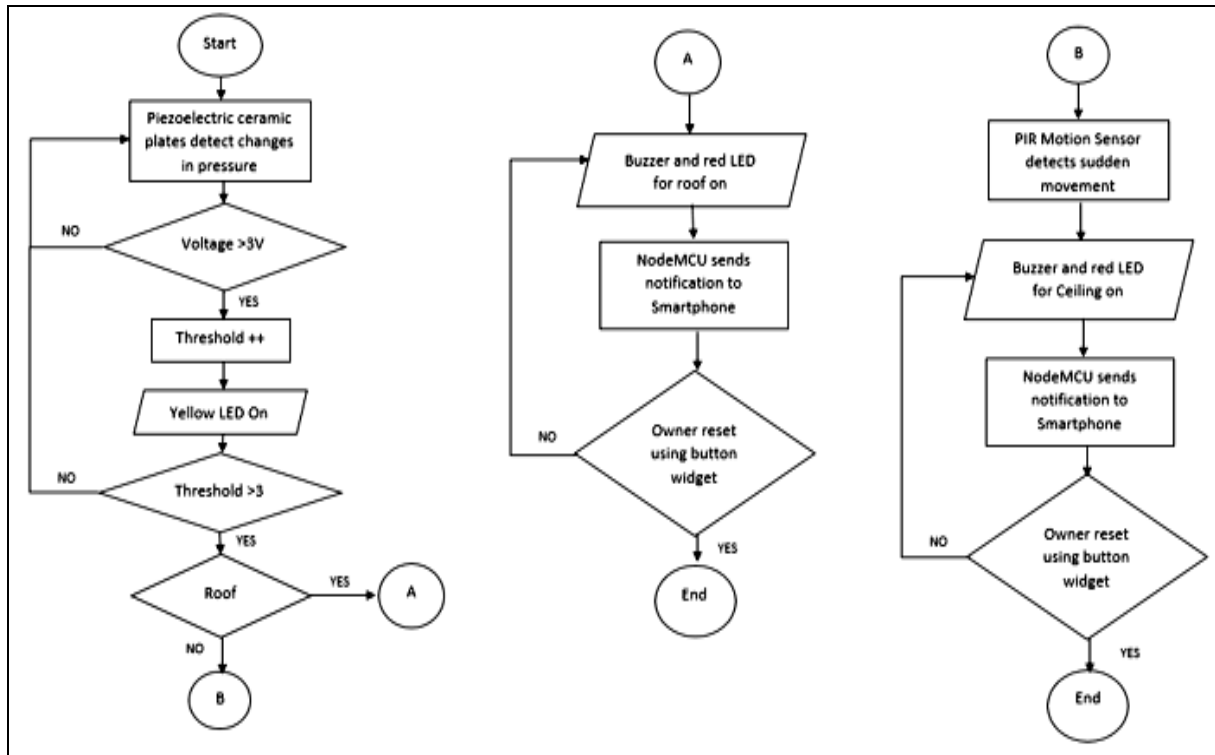 Start
Piezoelectric ceramic
plates detect changes
in pressure
NO
Voltage >3V
YES
Threshold ++
Yellow LED On
NO
Threshold >3
YES
Roof
YES
A
NO
B
A
Buzzer and red LED
for roof on
NodeMCU sends
notification to
Smartphone
NO
Owner reset
using button
widget
YES
End
B
PIR Motion Sensor
detects sudden
movement
Buzzer and red LED
for Ceiling on
NodeMCU sends
notification to
Smartphone
NO
Owner reset
using button
widget
YES
End